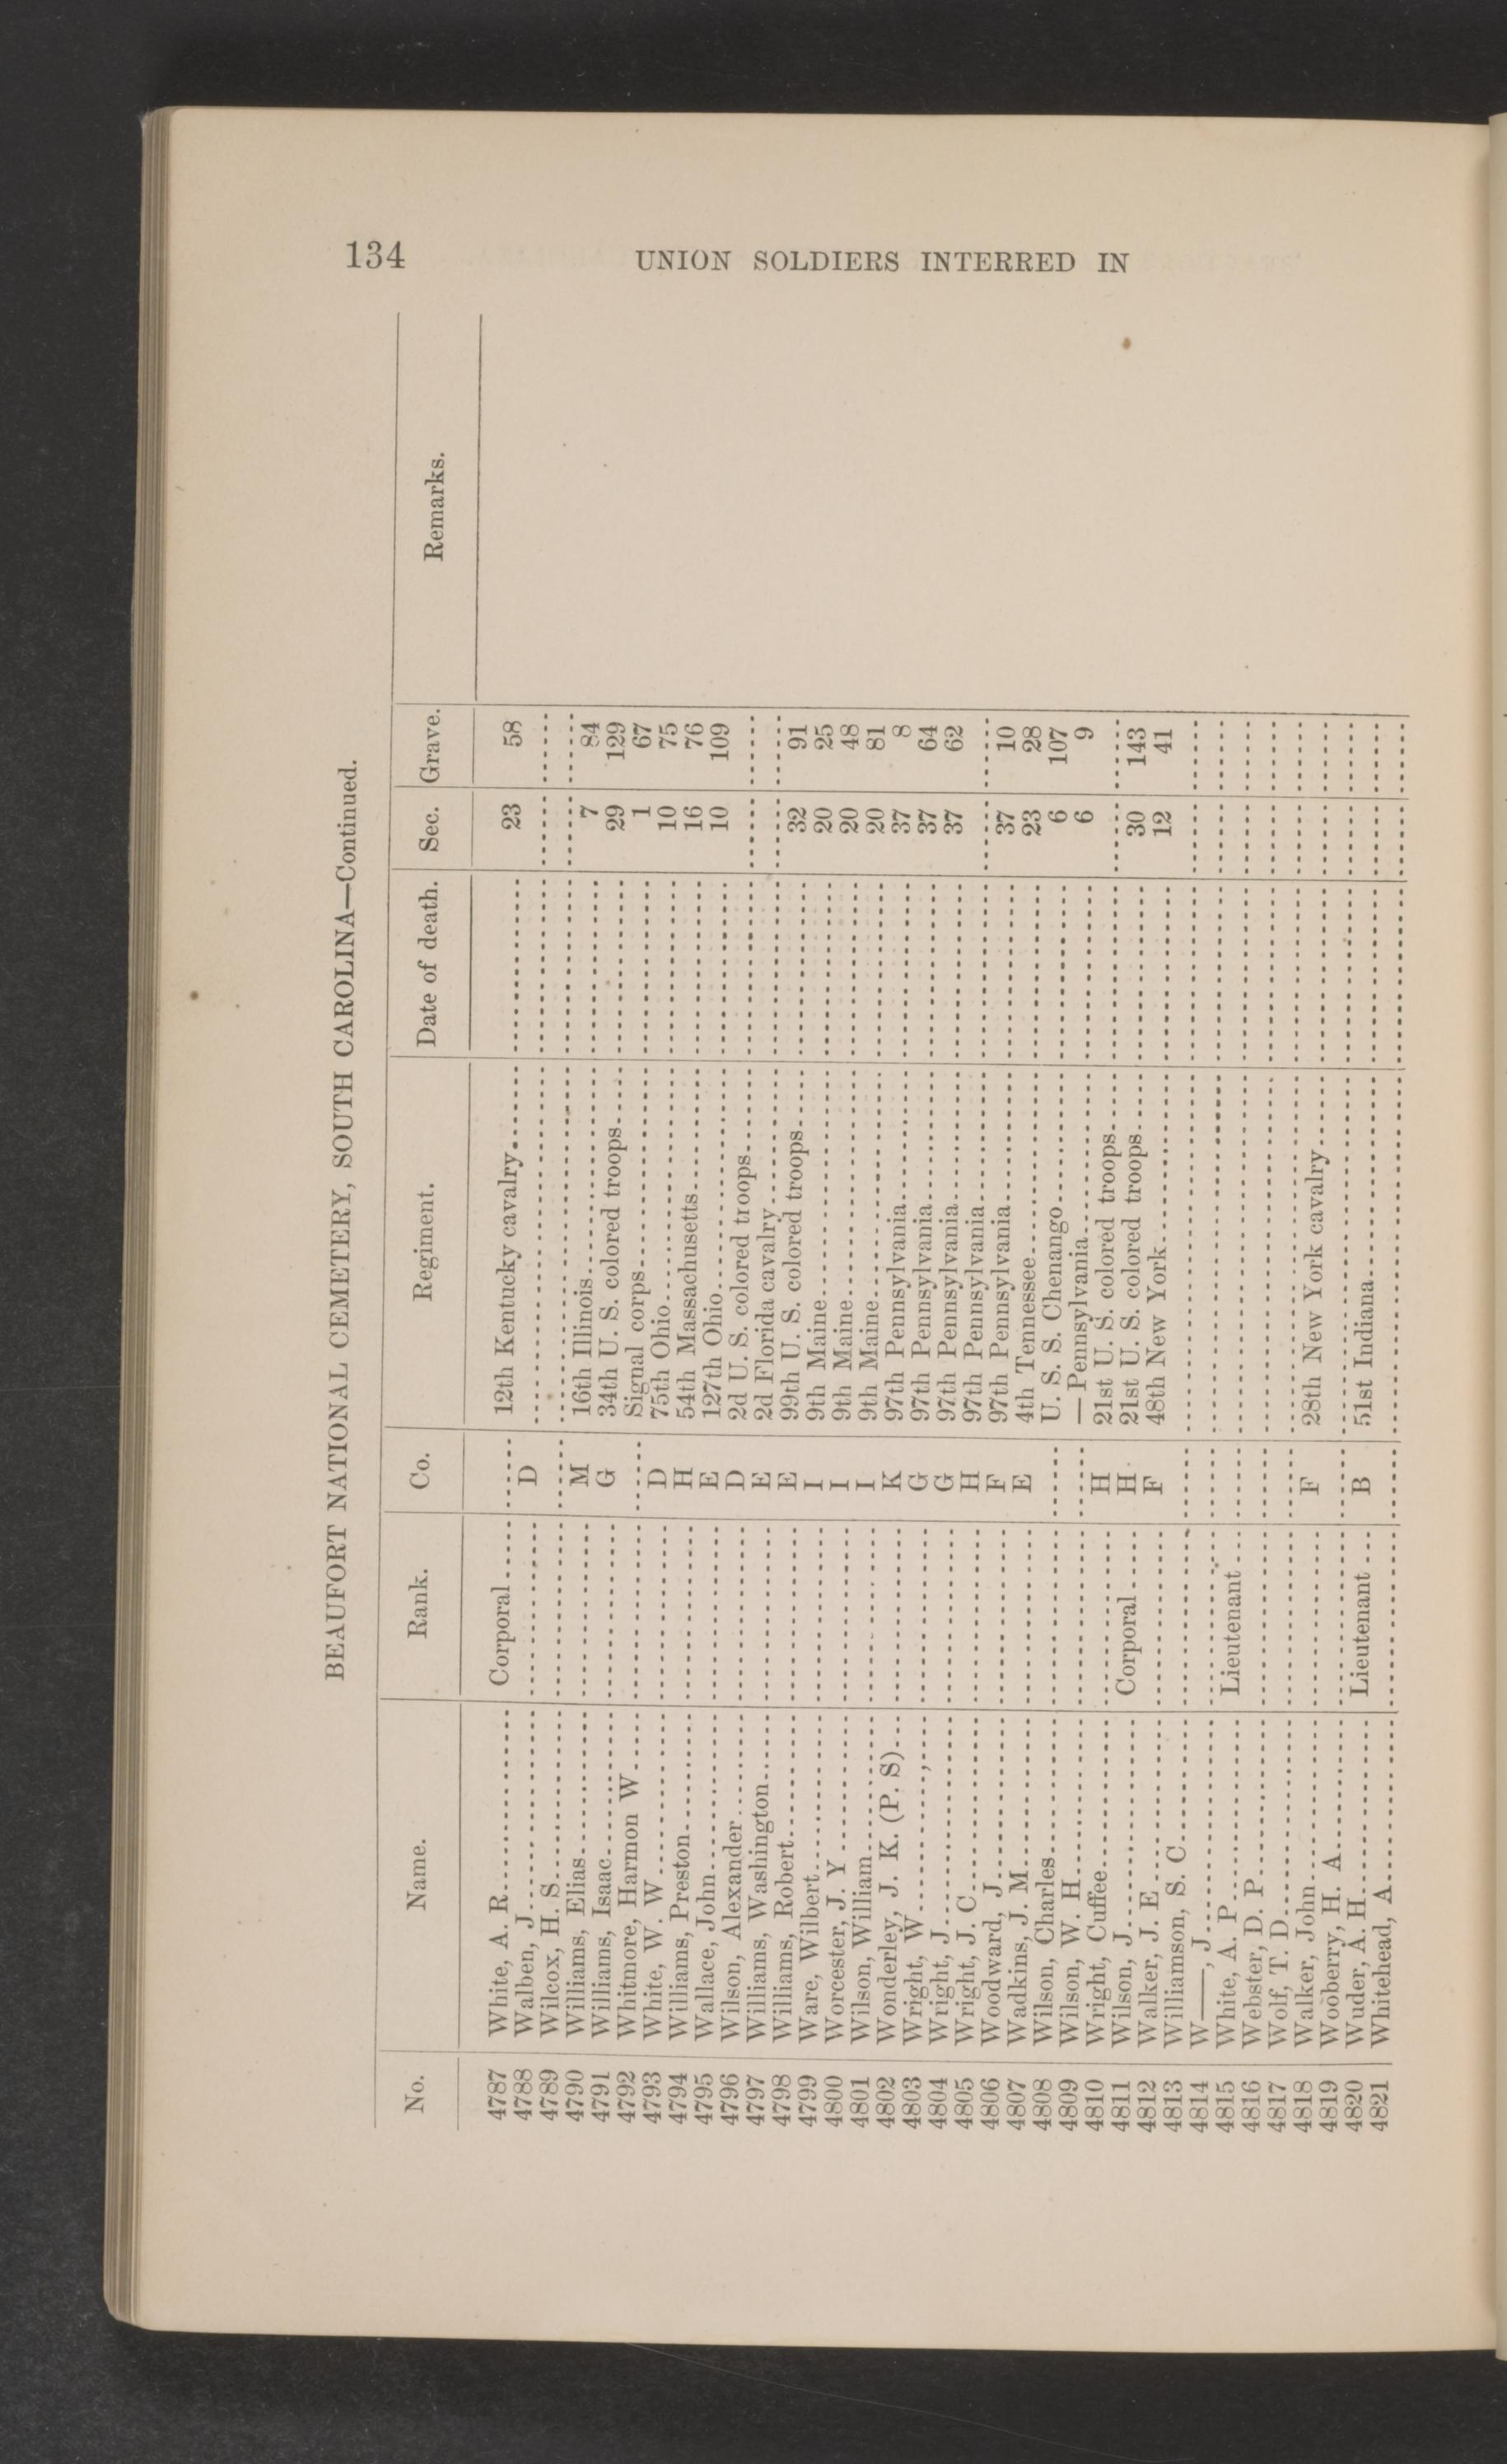 134 UNION SOLDIERS INTERRED IN
BEAUFORT NATIONAL CEMETERY, SOUTH CAROLINA—Continued.
No. Name. Rank. Co. Regiment. Date of death. Sec. Grave. Remarks.
4787 White, A. R. Corporal 12th Kentucky cavalry 23 58
4788 Walben, J D
4789 Wilcox, H. S
4790 Williams, Elias M 16th Illinois 7 84
4791 Williams, Isaac G 34th U. S. colored troops 29 129
4792 Whitmore, Harmon W Signal corps 1 67
4793 White, W. W D 75th Ohio 10 75
4794 Williams, Preston H 54th Massachusetts 16 76
4795 Wallace, John E 127th Ohio 10 109
4796 Wilson, Alexander D 2d U. S. colored troops
4797 Williams, Washington E 2d Florida cavalry
4798 Williams, Robert E 99th U. S. colored troops 32 91
4799 Ware, Wilbert I 9th Maine 20 25
4800 Worcester, J. Y I 9th Maine 20 48
4801 Wilson, William I 9th Maine 20 81
4802 Wonderley, J. K. (P. S) K 97th Pennsylvania 37 8
4803 Wright, W G 97th Pennsylvania 37 64
4804 Wright, J G 97th Pennsylvania 37 62
4805 Wright, J. C H 97th Pennsylvania
4806 Woodward, J F 97th Pennsylvania 37 10
4807 Wadkins, J. M E 4th Tennessee 23 28
4808 Wilson, Charles U. S. S. Chenango 6 107
4809 Wilson, W. H — Pennsylvania 6 9
4810 Wright, Cuffee H 21st U. S. colored troops
4811 Wilson, J Corporal H 21st U. S. colored troops 30 143
4812 Walker, J. E F 48th New York 12 41
4813 Williamson, S. C
4814 W——, J
4815 White, A. P Lieutenant
4816 Webster, D. P
4817 Wolf, T. D
4818 Walker, John F 28th New York cavalry
4819 Wooberry, H. A
4820 Wuder, A. H Lieutenant B 51st Indiana
4821 Whitehead, A